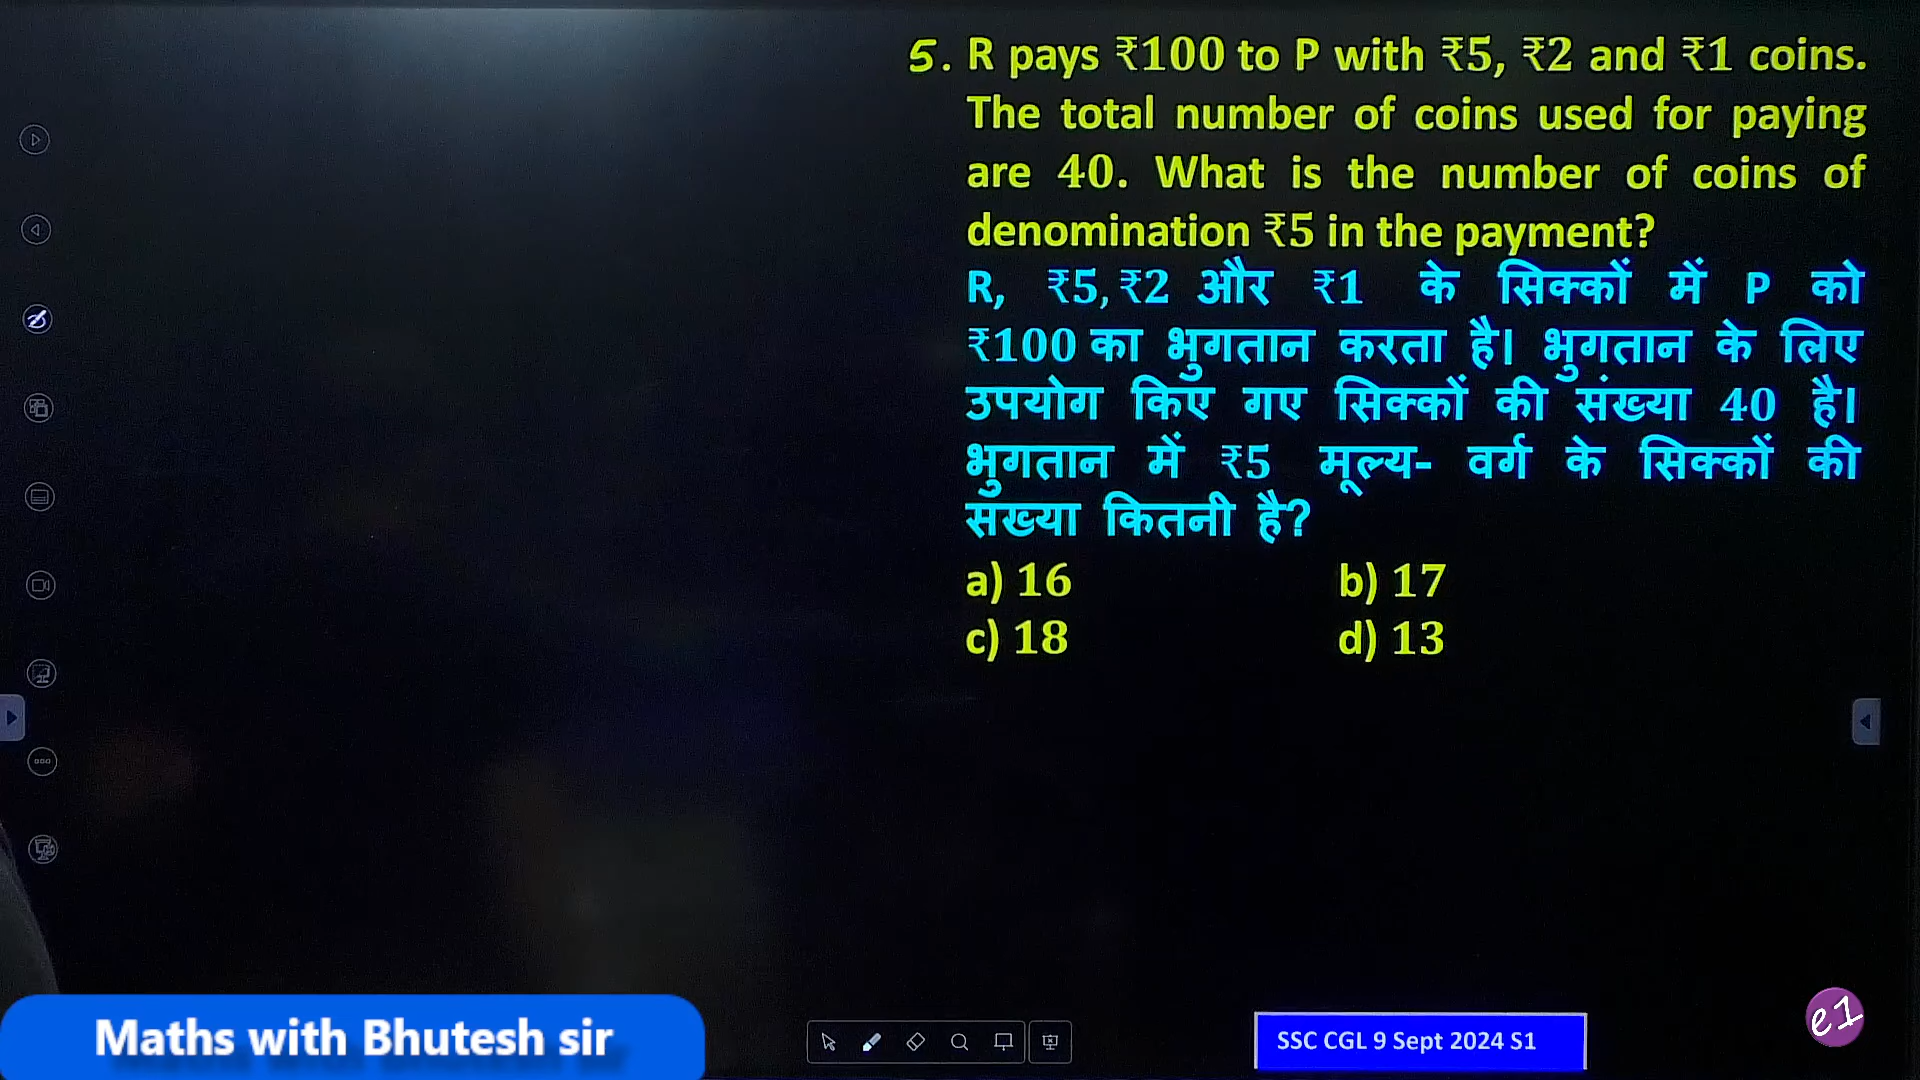 5. R pays ₹100 to P with ₹5, ₹2 and ₹1 coins.
The total number of coins used for paying
are 40. What is the number of coins of
denomination ₹5 in the payment?
R, ₹5,₹2 और ₹1 के सिक्कों में P को
₹100 का भुगतान करता है। भुगतान के लिए
उपयोग किए गए सिक्कों की संख्या 40 है।
भुगतान में ₹5 मूल्य- वर्ग के सिक्कों की
संख्या कितनी है?
a) 16 b) 17
c) 18 d) 13
Maths with Bhutesh sir
SSC CGL 9 Sept 2024 S1
e1